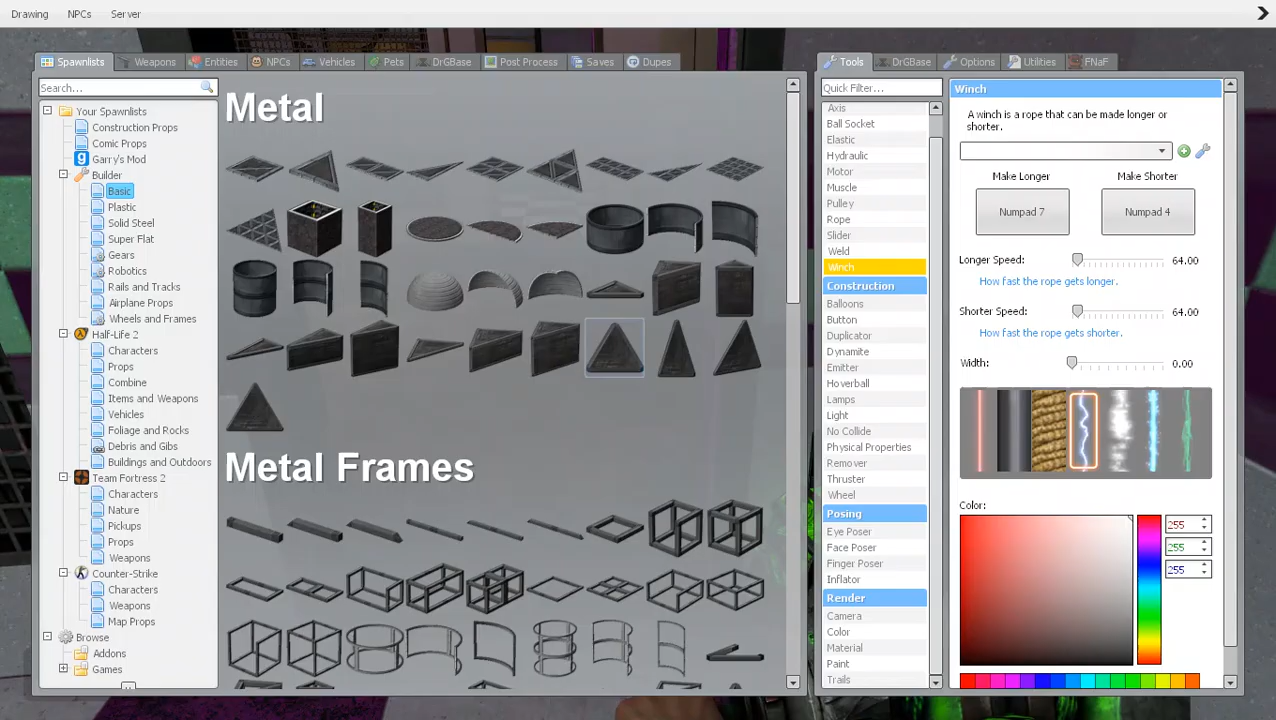 Drawing NPCs Server
Spawnlists Weapons Entities NPCs Vehicles Pets DrGBase Post Process Saves Dupes
Search...
Your Spawnlists
Construction Props
Comic Props
Garry's Mod
Builder
Basic
Plastic
Solid Steel
Super Flat
Gears
Robotics
Rails and Tracks
Airplane Props
Wheels and Frames
Half-Life 2
Characters
Props
Combine
Items and Weapons
Vehicles
Foliage and Rocks
Debris and Gibs
Buildings and Outdoors
Team Fortress 2
Characters
Nature
Pickups
Props
Weapons
Counter-Strike
Characters
Weapons
Map Props
Browse
Addons
Games
Metal
Metal Frames
Tools DrGBase Options Utilities FNaF
Quick Filter...
Axis
Ball Socket
Elastic
Hydraulic
Motor
Muscle
Pulley
Rope
Slider
Weld
Winch
Construction
Balloons
Button
Duplicator
Dynamite
Emitter
Hoverball
Lamps
Light
No Collide
Physical Properties
Remover
Thruster
Wheel
Posing
Eye Poser
Face Poser
Finger Poser
Inflator
Render
Camera
Color
Material
Paint
Trails
Winch
A winch is a rope that can be made longer or
shorter.
Make Longer Make Shorter
Numpad 7 Numpad 4
Longer Speed: 64.00
How fast the rope gets longer.
Shorter Speed: 64.00
How fast the rope gets shorter.
Width: 0.00
Color:
255
255
255